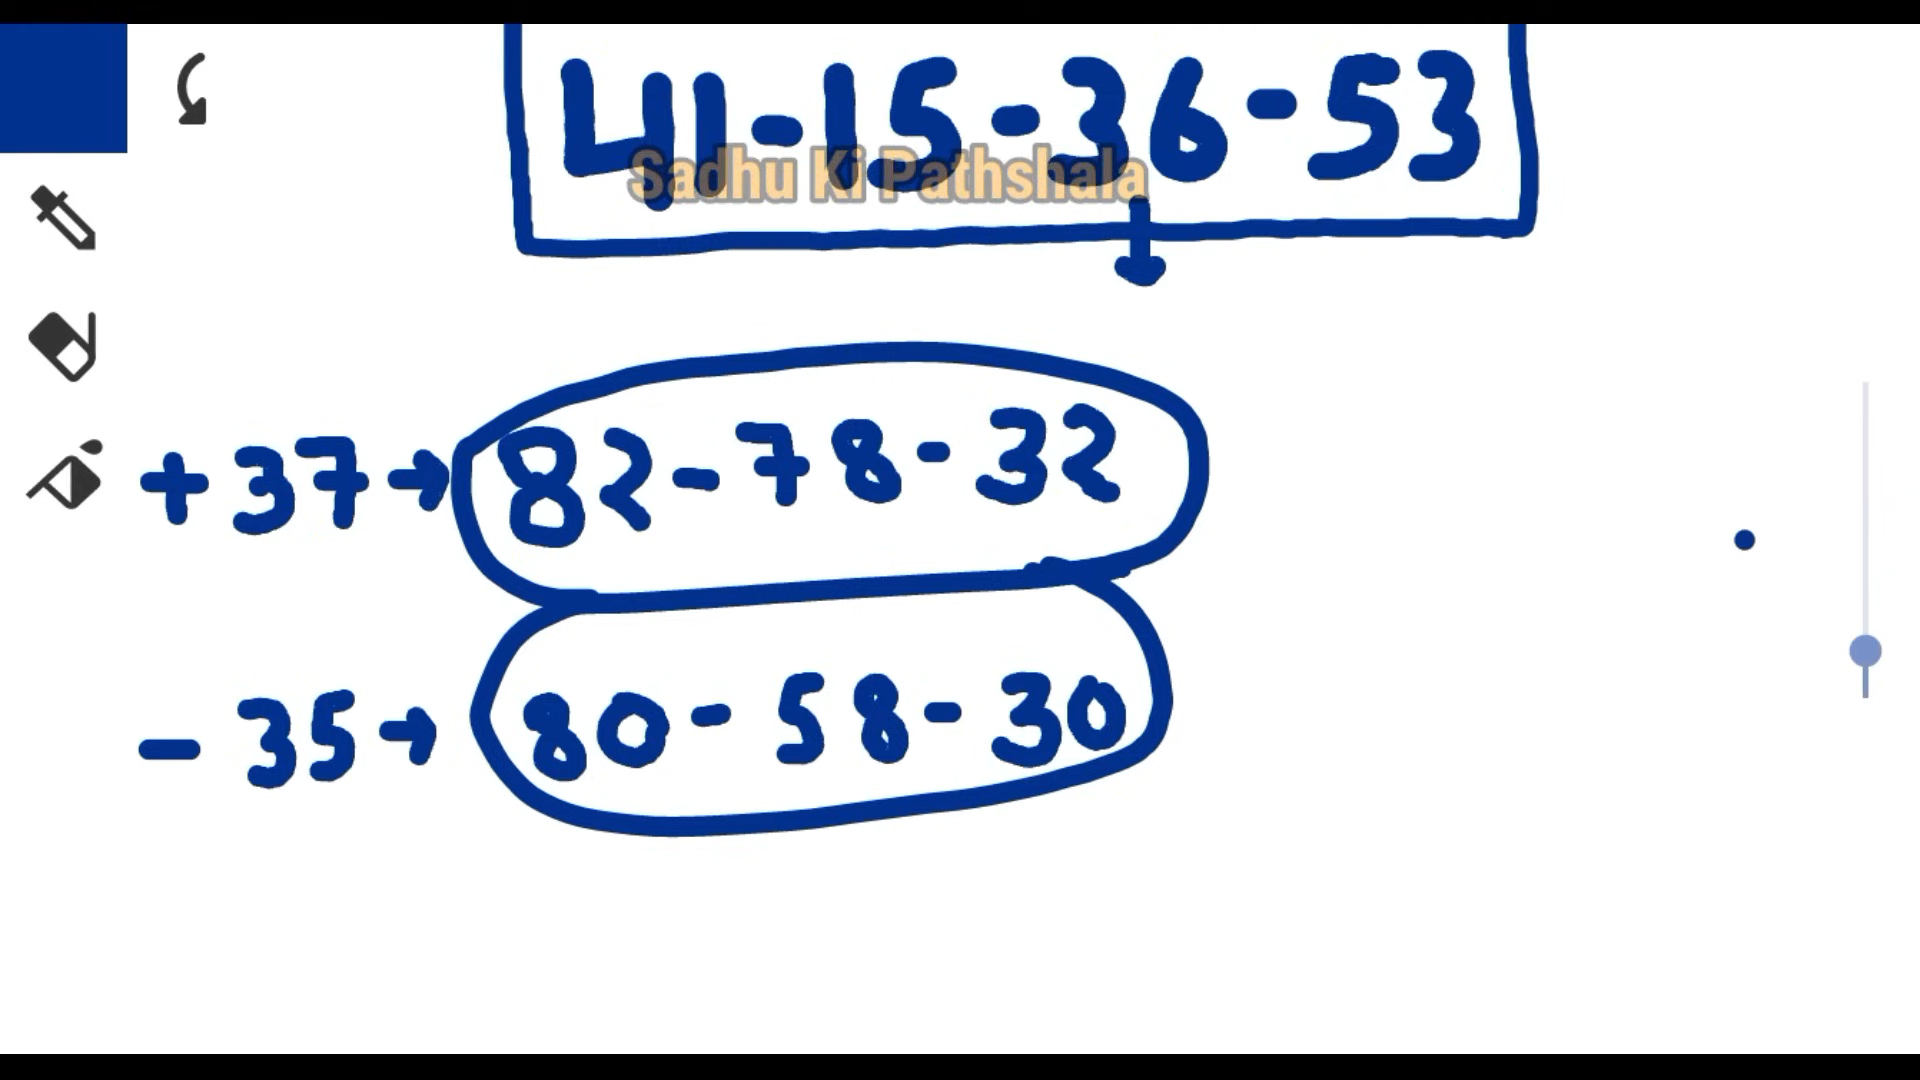 41-15-36-53
Sadhu Ki Pathshala
+37→ 82-78-32
-35→ 80-58-30